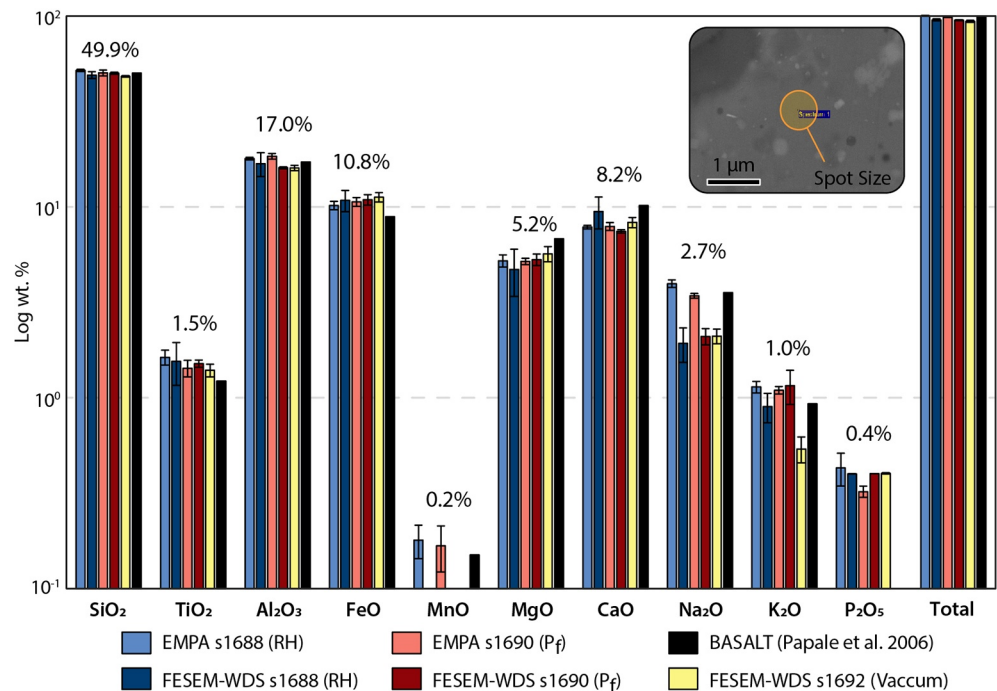 10²
10¹
10⁰
10⁻¹
Log wt. %
49.9%
1.5%
17.0%
10.8%
0.2%
5.2%
8.2%
2.7%
1.0%
0.4%
1 µm
Spot Size
SiO₂ TiO₂ Al₂O₃ FeO MnO MgO CaO Na₂O K₂O P₂O₅ Total
EMPA s1688 (RH) EMPA s1690 (Pf) BASALT (Papale et al. 2006)
FESEM-WDS s1688 (RH) FESEM-WDS s1690 (Pf) FESEM-WDS s1692 (Vaccum)